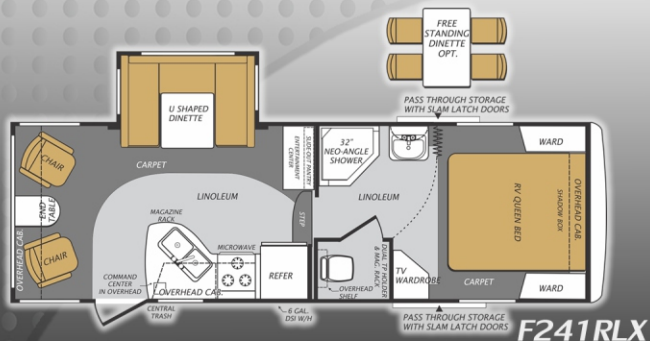 FREE
STANDING
DINETTE
OPT.
PASS THROUGH STORAGE
WITH SLAM LATCH DOORS
U SHAPED
DINETTE
CHAIR
CARPET
END
TABLE
CHAIR
OVERHEAD CAB.
LINOLEUM
SLIDE-OUT PANTRY
ENTERTAINMENT
CENTER
STEP
MAGAZINE
RACK
MICROWAVE
REFER
COMMAND
CENTER
IN OVERHEAD
OVERHEAD CAB.
CENTRAL
TRASH
6 GAL.
DSI W/H
32"
NEO-ANGLE
SHOWER
LINOLEUM
DUAL TP HOLDER
& MAG. RACK
OVERHEAD
SHELF
TV
WARDROBE
WARD
RV QUEEN BED
SHADOW BOX
OVERHEAD CAB.
CARPET
WARD
PASS THROUGH STORAGE
WITH SLAM LATCH DOORS
F241RLX